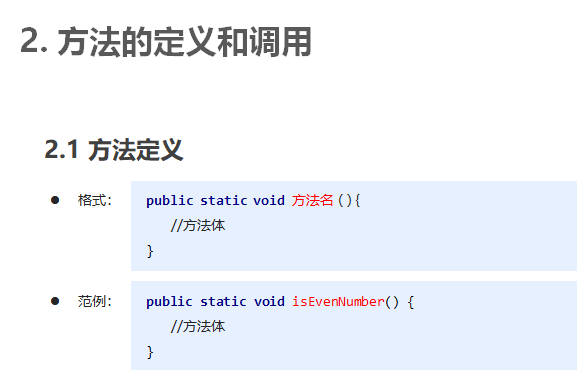 2. 方法的定义和调用
2.1 方法定义
● 格式：
public static void 方法名 (){
//方法体
}
● 范例：
public static void isEvenNumber() {
//方法体
}